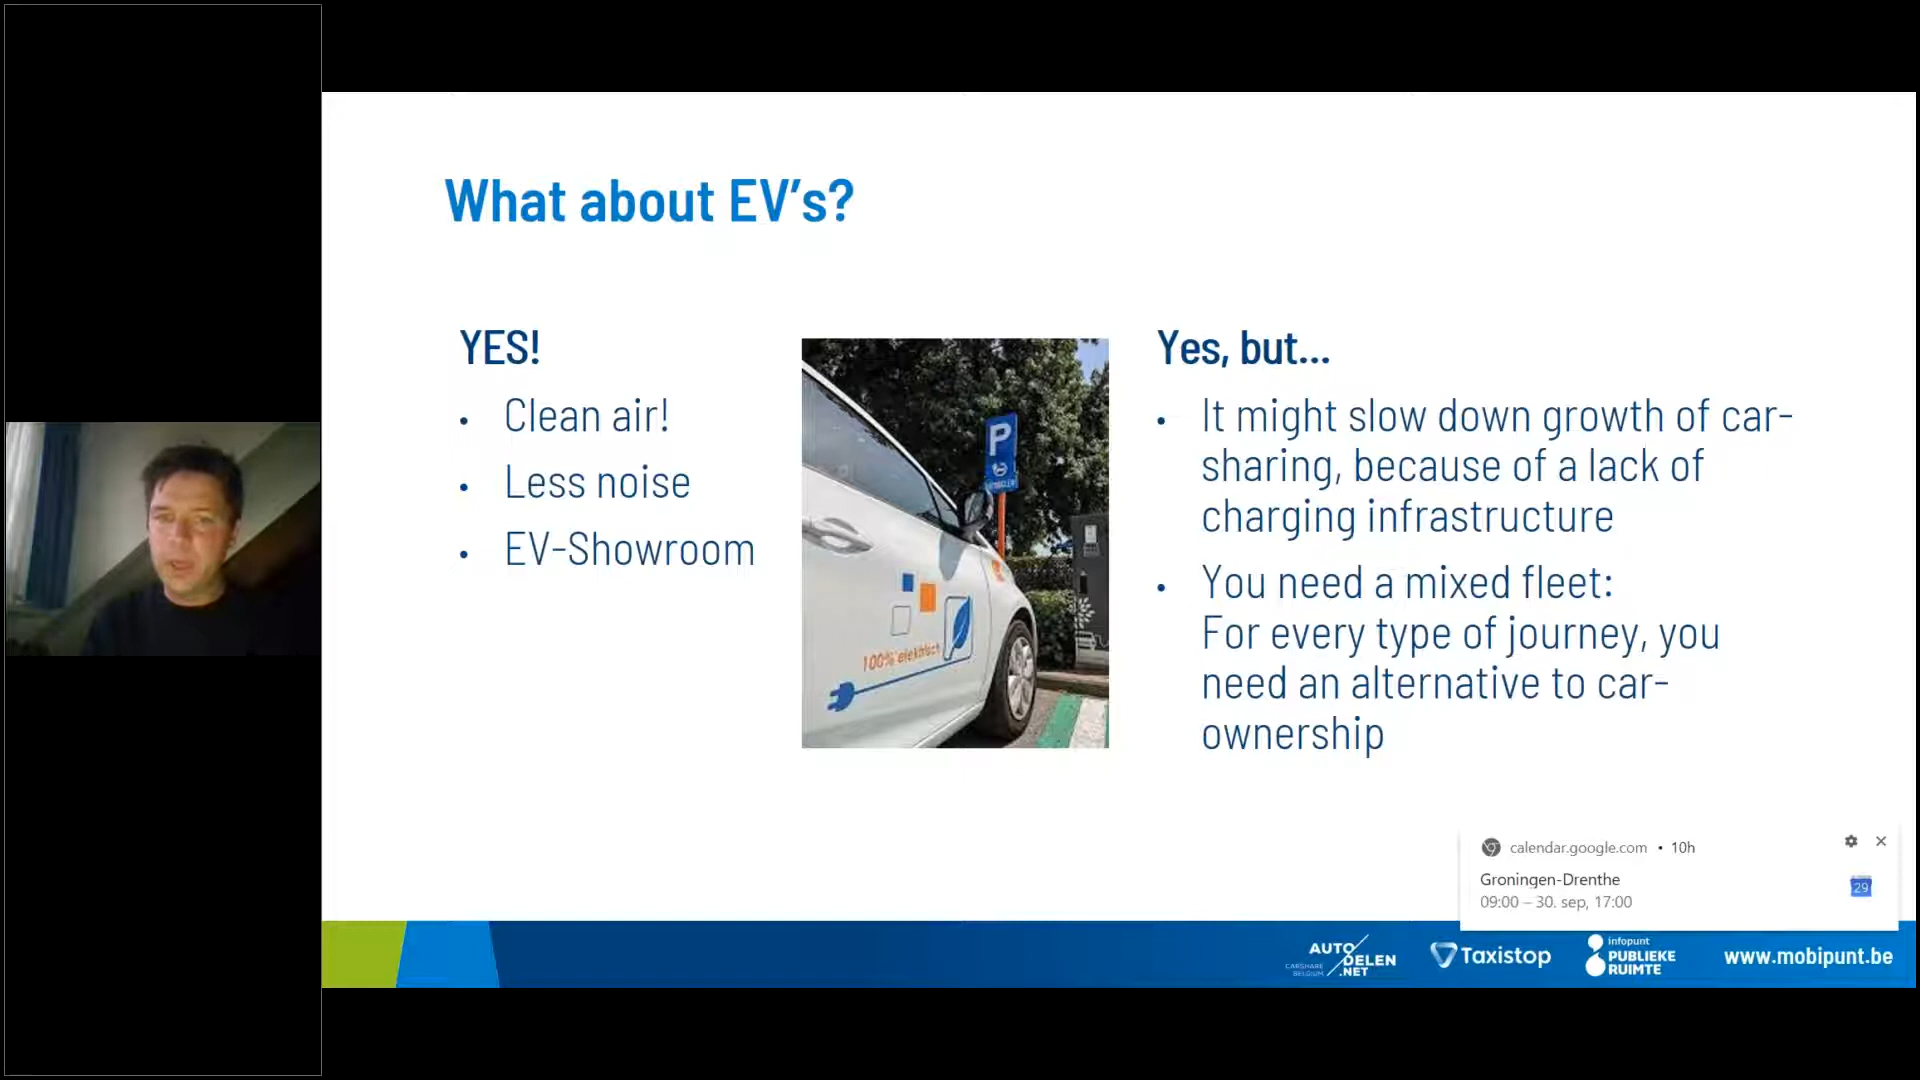 What about EV's?
YES!
• Clean air!
• Less noise
• EV-Showroom
P
100% elektrisch
Yes, but...
• It might slow down growth of car-
sharing, because of a lack of
charging infrastructure
• You need a mixed fleet:
For every type of journey, you
need an alternative to car-
ownership
calendar.google.com • 10h
Groningen-Drenthe
09:00 – 30. sep, 17:00
29
AUTO
DELEN
.NET
CARSHARE
BELGIUM
Taxistop
infopunt
PUBLIEKE
RUIMTE
www.mobipunt.be